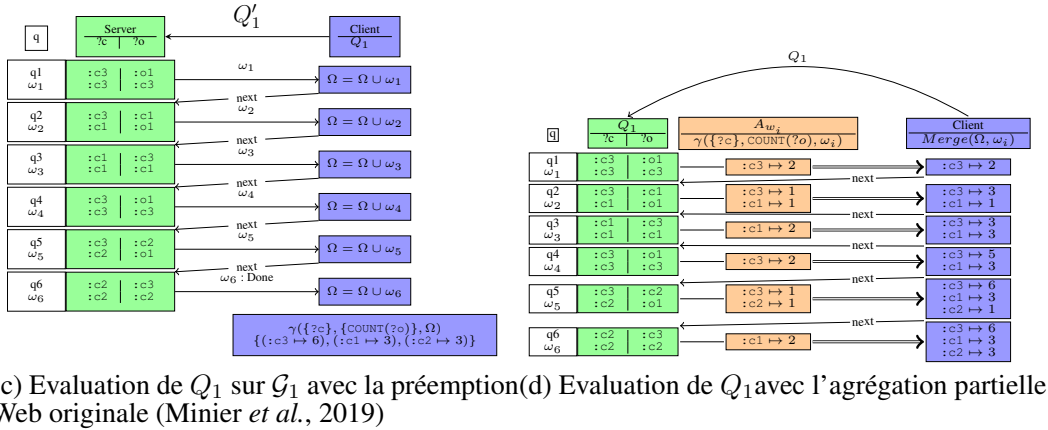 Q′1
q
Server
?c | ?o
Client
Q1
q1
ω1
:c3 | :o1
:c3 | :c3
ω1
Ω = Ω ∪ ω1
next
q2
ω2
:c3 | :c1
:c1 | :o1
ω2
Ω = Ω ∪ ω2
next
q3
ω3
:c1 | :c3
:c1 | :c1
ω3
Ω = Ω ∪ ω3
next
q4
ω4
:c3 | :o1
:c3 | :c3
ω4
Ω = Ω ∪ ω4
next
q5
ω5
:c3 | :c2
:c2 | :o1
ω5
Ω = Ω ∪ ω5
next
q6
ω6
:c2 | :c3
:c2 | :c2
ω6 : Done
Ω = Ω ∪ ω6
γ({?c}, {COUNT(?o)}, Ω)
{(:c3 ↦ 6), (:c1 ↦ 3), (:c2 ↦ 3)}
Q1
q
Q1
?c | ?o
Awi
γ({?c}, COUNT(?o), ωi)
Client
Merge(Ω, ωi)
q1
ω1
:c3 | :o1
:c3 | :c3
:c3 ↦ 2
:c3 ↦ 2
next
q2
ω2
:c3 | :c1
:c1 | :o1
:c3 ↦ 1
:c1 ↦ 1
:c3 ↦ 3
:c1 ↦ 1
next
q3
ω3
:c1 | :c3
:c1 | :c1
:c1 ↦ 2
:c3 ↦ 3
:c1 ↦ 3
next
q4
ω4
:c3 | :o1
:c3 | :c3
:c3 ↦ 2
:c3 ↦ 5
:c1 ↦ 3
next
q5
ω5
:c3 | :c2
:c2 | :o1
:c3 ↦ 1
:c2 ↦ 1
:c3 ↦ 6
:c1 ↦ 3
:c2 ↦ 1
next
q6
ω6
:c2 | :c3
:c2 | :c2
:c1 ↦ 2
:c3 ↦ 6
:c1 ↦ 3
:c2 ↦ 3
c) Evaluation de Q1 sur G1 avec la préemption
Web originale (Minier et al., 2019)
(d) Evaluation de Q1avec l'agrégation partielle